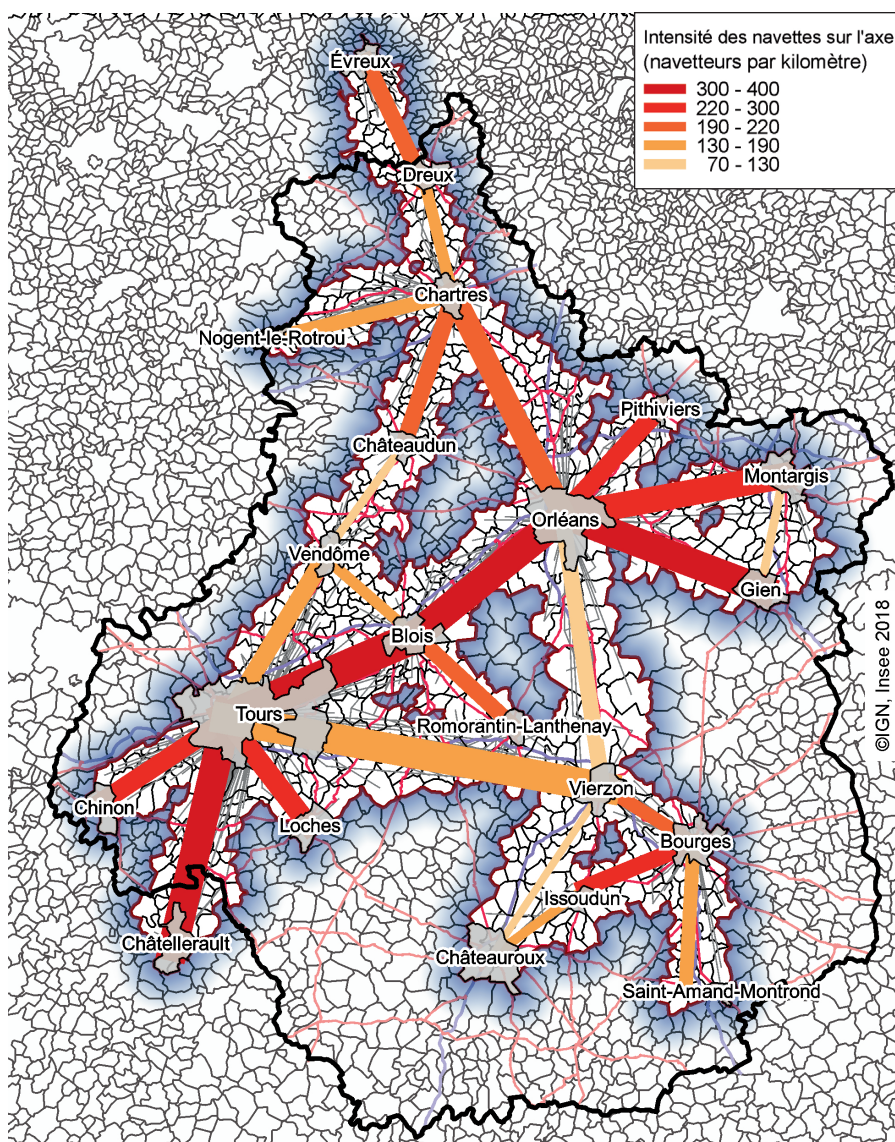 Intensité des navettes sur l'axe
(navetteurs par kilomètre)
300 - 400
220 - 300
190 - 220
130 - 190
70 - 130
Évreux
Dreux
Chartres
Nogent-le-Rotrou
Pithiviers
Châteaudun
Montargis
Orléans
Vendôme
Gien
Blois
Tours
Romorantin-Lanthenay
Vierzon
Chinon
Loches
Bourges
Issoudun
Châtellerault
Châteauroux
Saint-Amand-Montrond
©IGN, Insee 2018